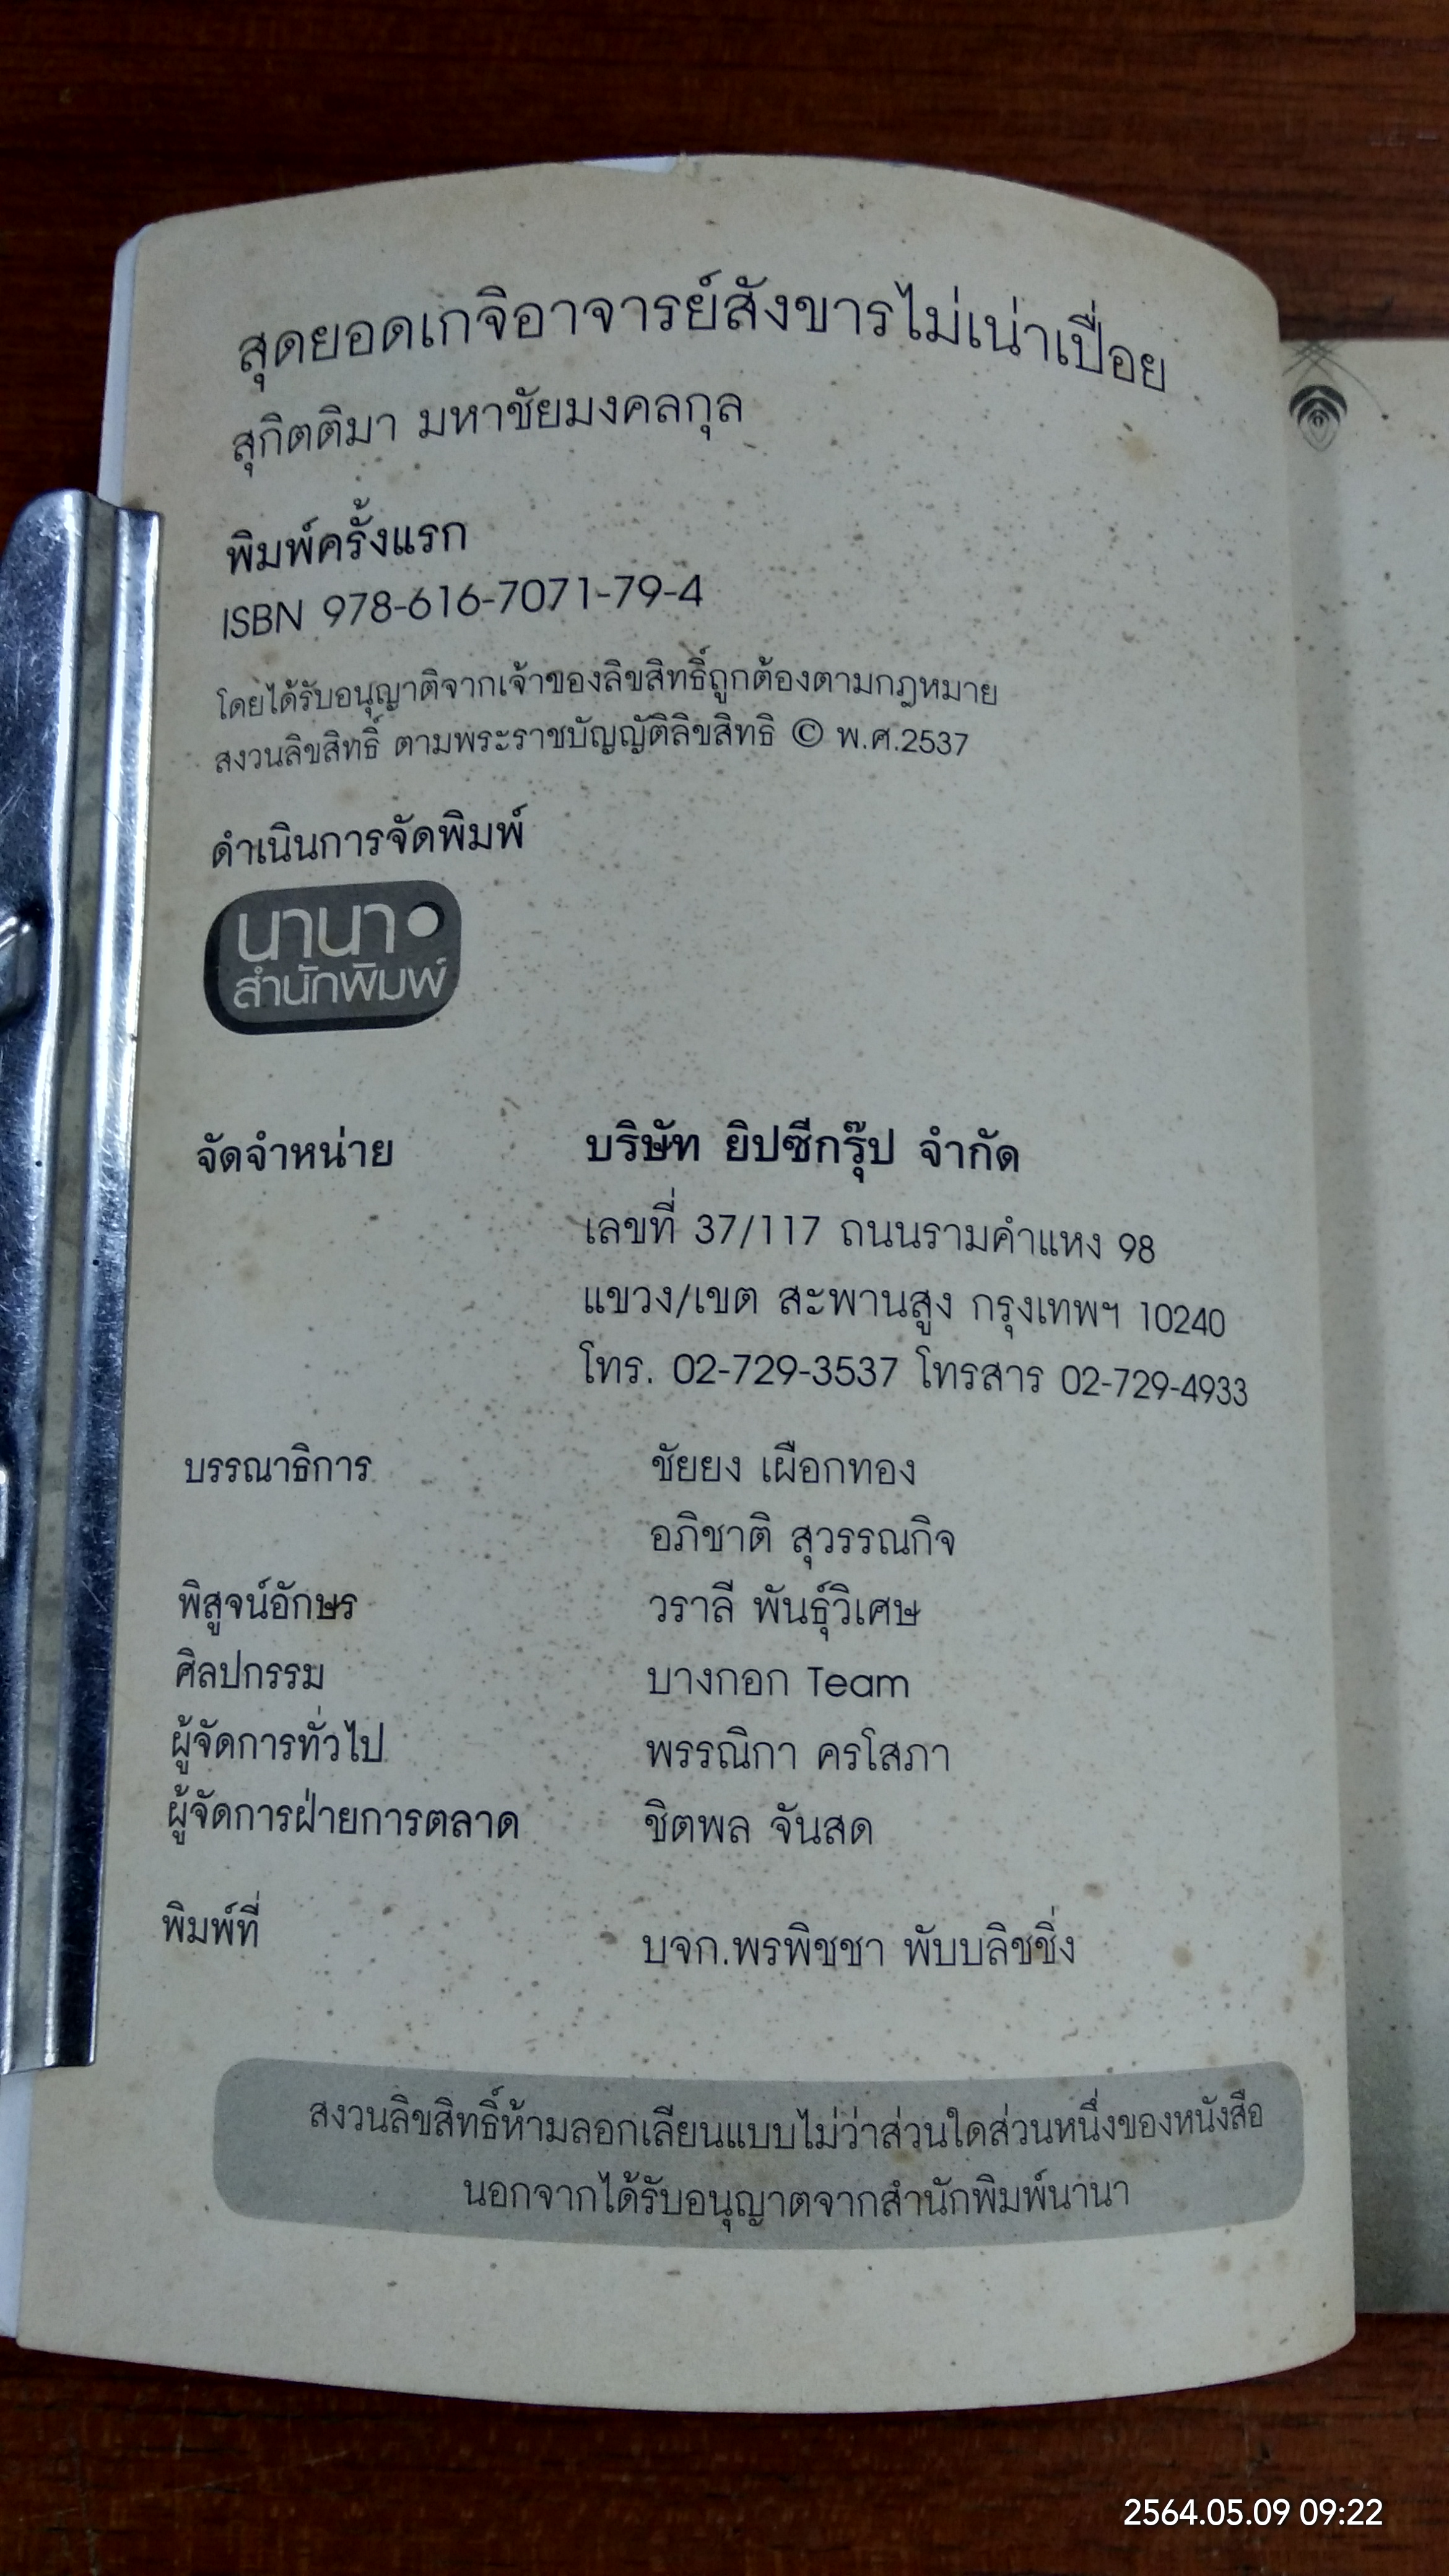 สุดยอดเกจิอาจารย์สังขารไม่เน่าเปื่อย
สุกิตติมา มหาชัยมงคลกุล
พิมพ์ครั้งแรก
ISBN 978-616-7071-79-4
โดยได้รับอนุญาติจากเจ้าของลิขสิทธิ์ถูกต้องตามกฎหมาย
สงวนลิขสิทธิ์ ตามพระราชบัญญัติลิขสิทธิ © พ.ศ.2537
ดำเนินการจัดพิมพ์
นานา
สำนักพิมพ์
จัดจำหน่าย บริษัท ยิปซีกรุ๊ป จำกัด
เลขที่ 37/117 ถนนรามคำแหง 98
แขวง/เขต สะพานสูง กรุงเทพฯ 10240
โทร. 02-729-3537 โทรสาร 02-729-4933
บรรณาธิการ ชัยยง เผือกทอง
อภิชาติ สุวรรณกิจ
พิสูจน์อักษร วราลี พันธุ์วิเศษ
ศิลปกรรม บางกอก Team
ผู้จัดการทั่วไป พรรณิกา ครโสภา
ผู้จัดการฝ่ายการตลาด ชิตพล จันสด
พิมพ์ที่ บจก.พรพิชชา พับบลิชชิ่ง
สงวนลิขสิทธิ์ห้ามลอกเลียนแบบไม่ว่าส่วนใดส่วนหนึ่งของหนังสือ
นอกจากได้รับอนุญาตจากสำนักพิมพ์นานา
2564.05.09 09:22